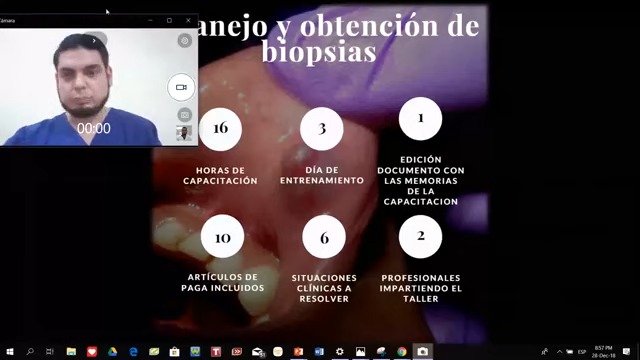 Cámara
anejo y obtención de
biopsias
00:00
16
3
1
HORAS DE
CAPACITACIÓN
DÍA DE
ENTRENAMIENTO
EDICIÓN
DOCUMENTO CON
LAS MEMORIAS
DE LA
CAPACITACION
10
6
2
ARTÍCULOS DE
PAGA INCLUIDOS
SITUACIONES
CLÍNICAS A
RESOLVER
PROFESIONALES
IMPARTIENDO EL
TALLER
ESP
8:57 PM
28-Dec-18